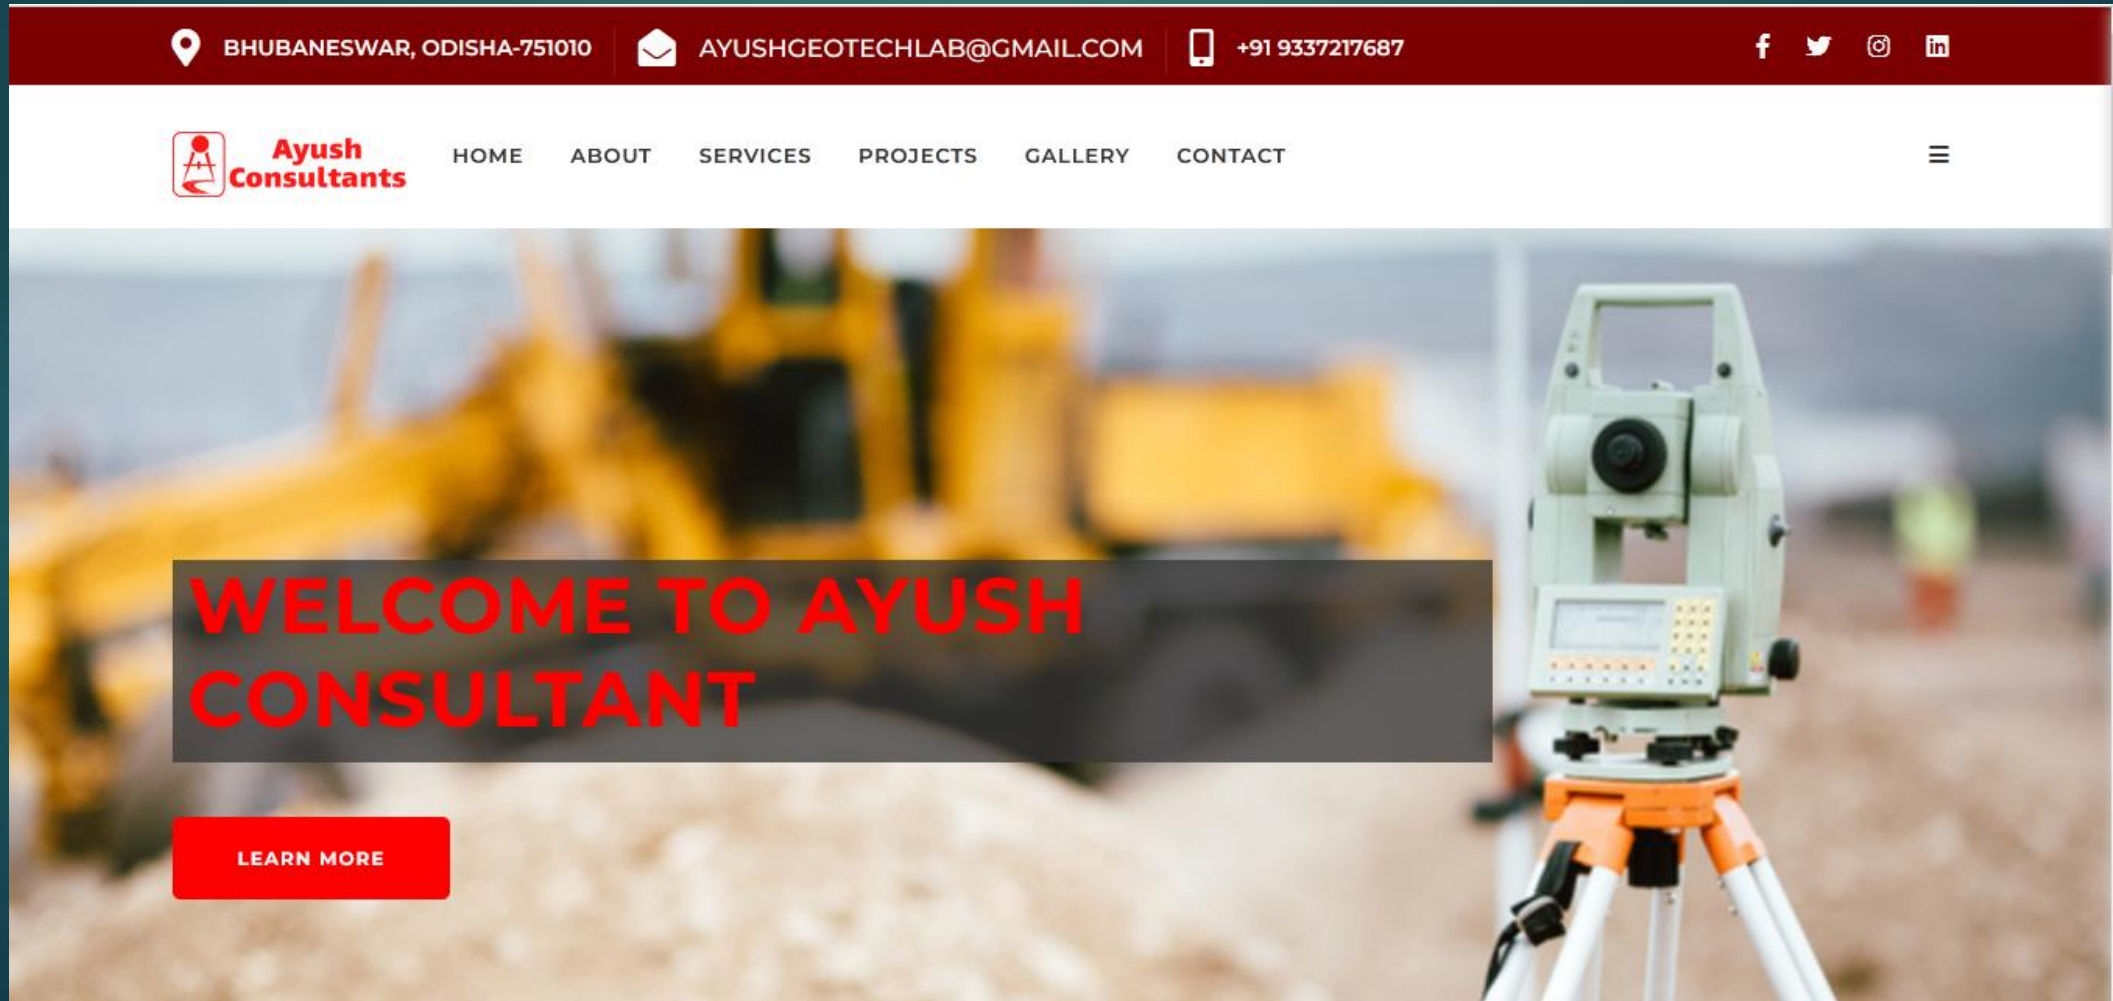 BHUBANESWAR, ODISHA-751010
AYUSHGEOTECHLAB@GMAIL.COM
+91 9337217687
Ayush
Consultants
HOME
ABOUT
SERVICES
PROJECTS
GALLERY
CONTACT
WELCOME TO AYUSH
CONSULTANT
LEARN MORE